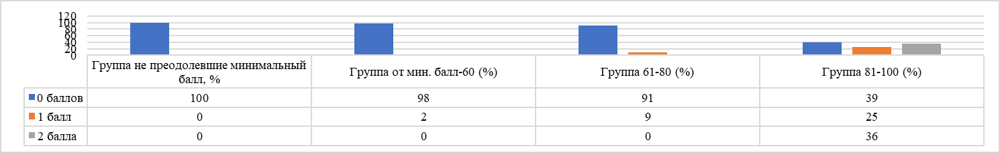 120
100
80
60
40
20
0
Группа не преодолевшие минимальный
балл, %
Группа от мин. балл-60 (%)
Группа 61-80 (%)
Группа 81-100 (%)
0 баллов 100 98 91 39
1 балл 0 2 9 25
2 балла 0 0 0 36